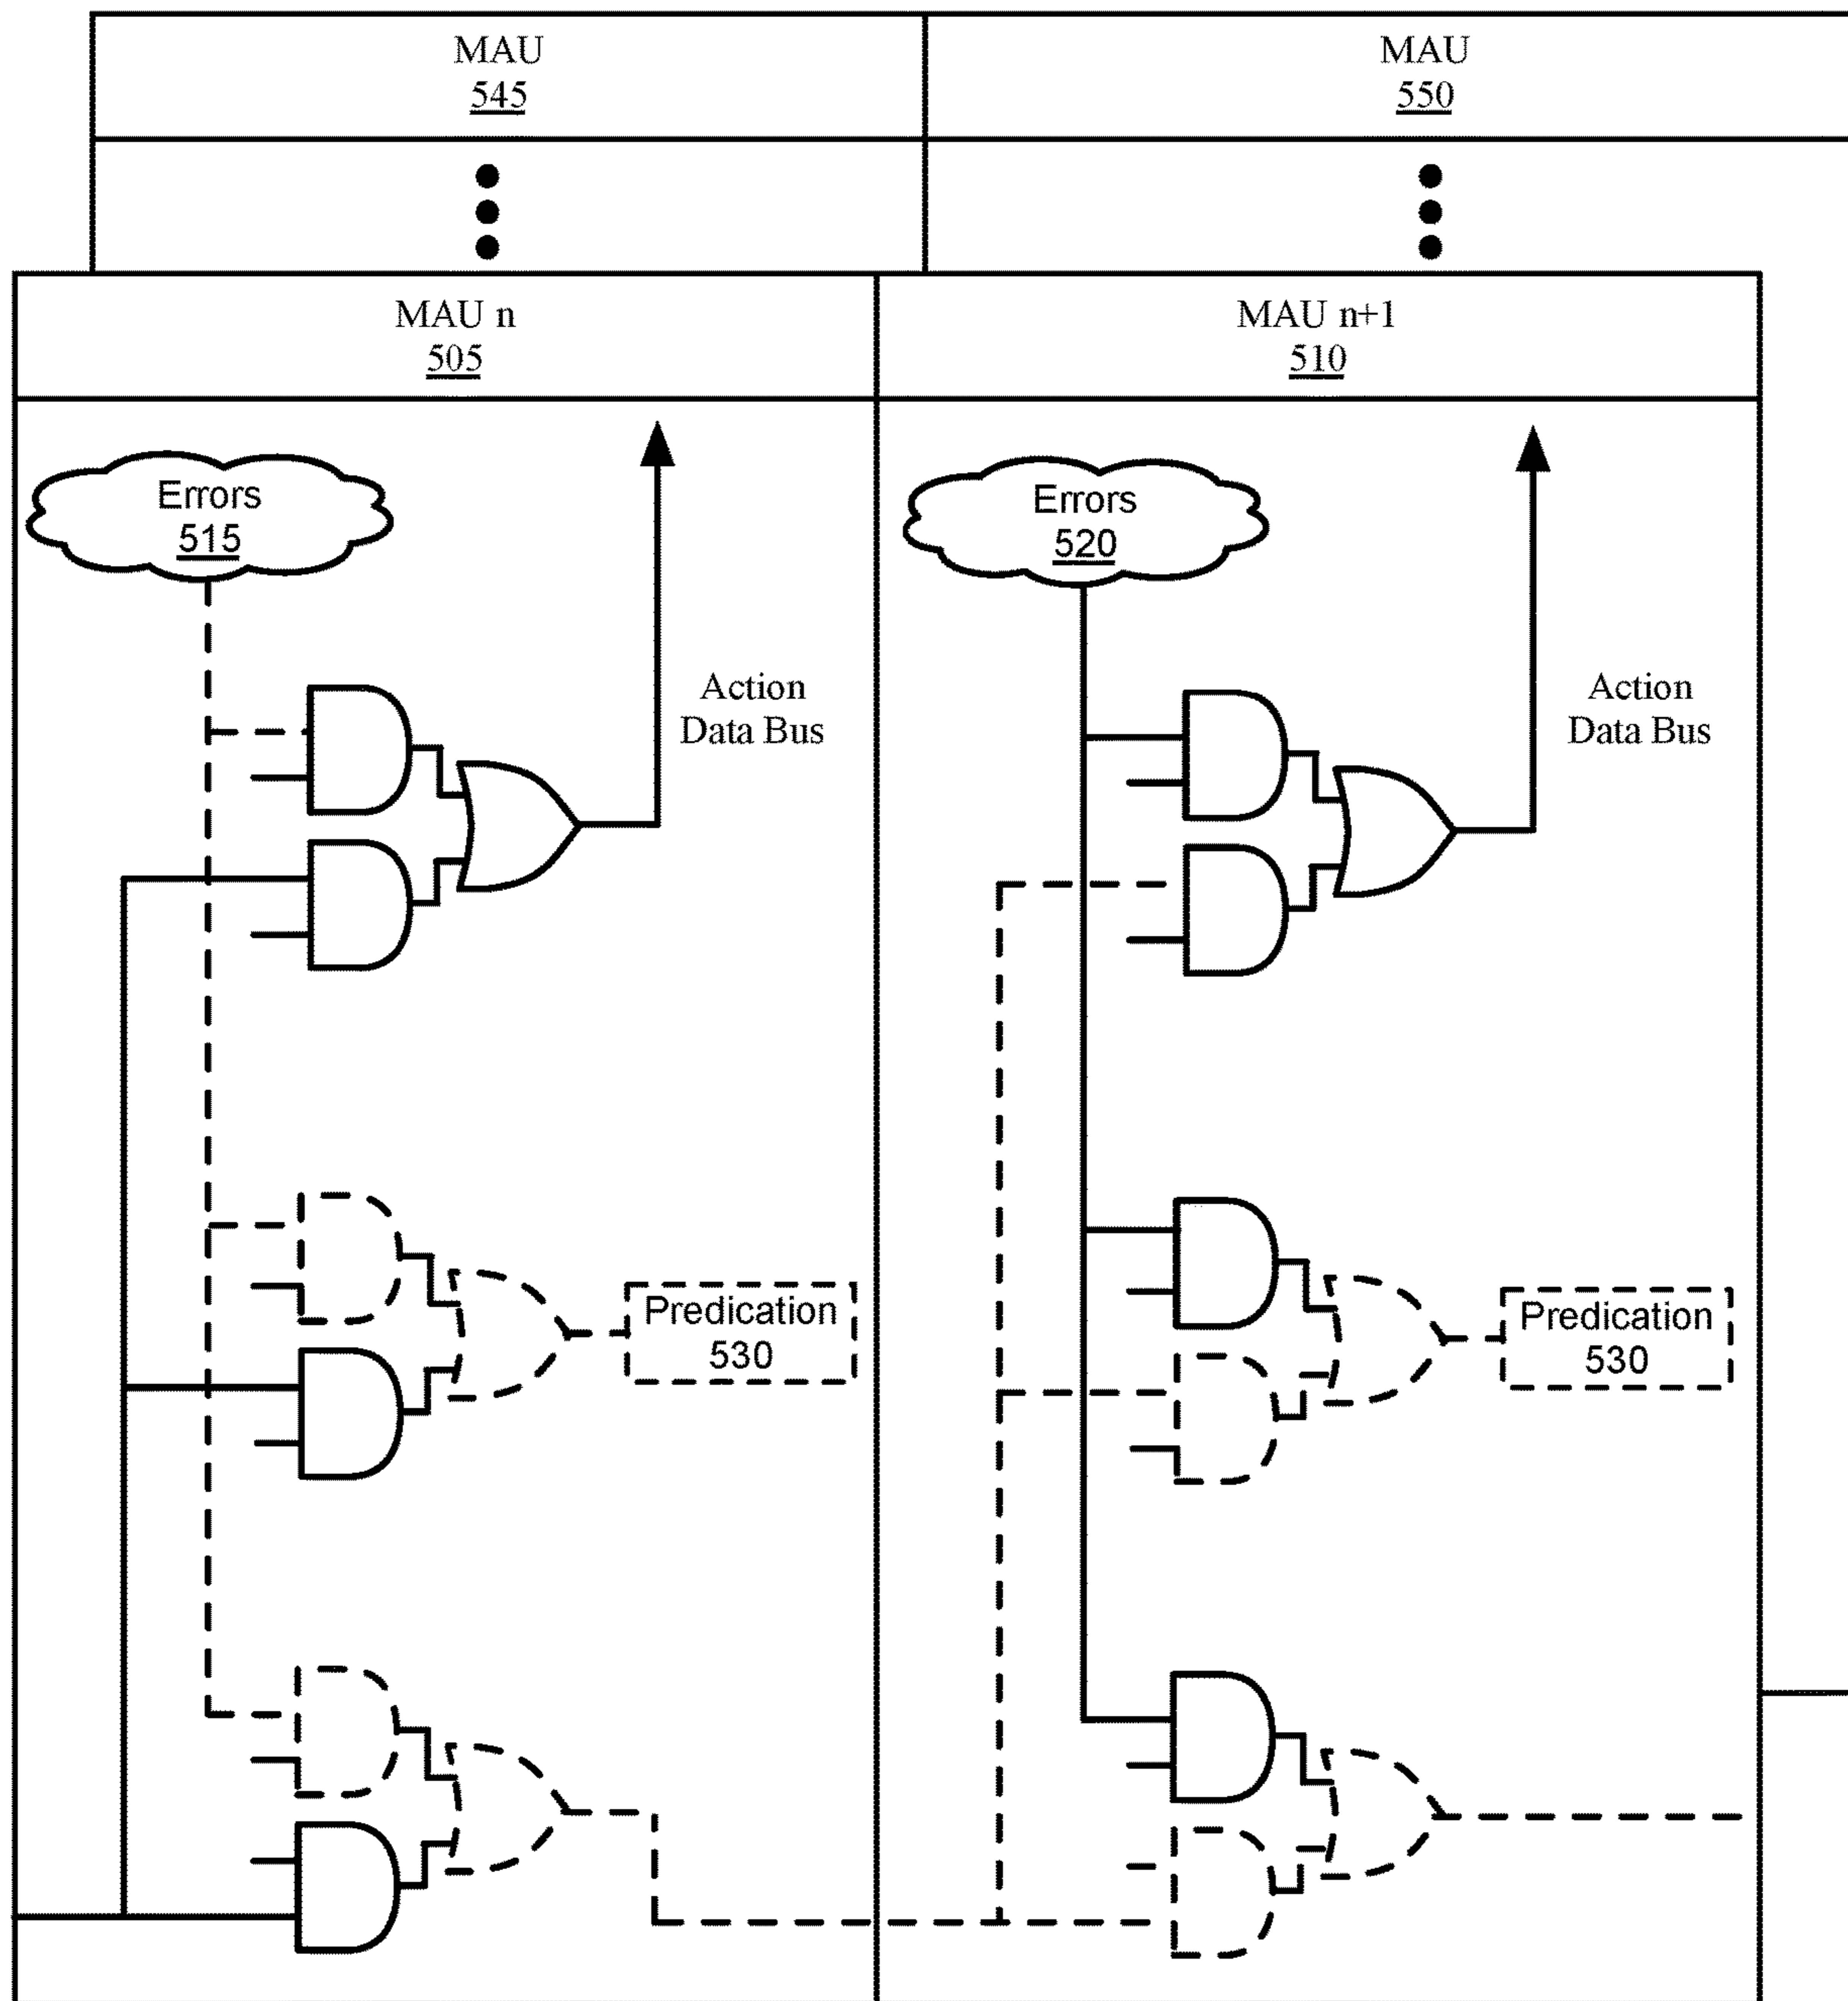 MAU
545
MAU
550
MAU n
505
MAU n+1
510
Errors
515
Action
Data Bus
Errors
520
Action
Data Bus
Predication
530
Predication
530